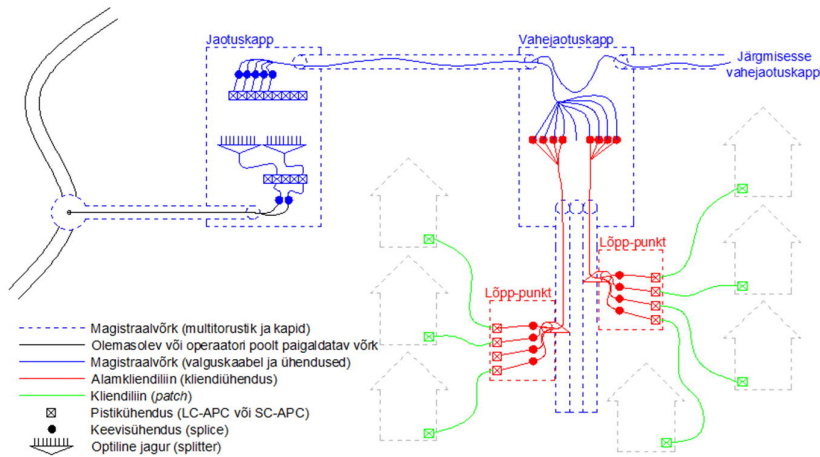 Jaotuskapp
Vahejaotuskapp
Järgmisesse
vahejaotuskapp
Lõpp-punkt
Lõpp-punkt
Magistraalvõrk (multitorustik ja kapid)
Olemasolev või operaatori poolt paigaldatav võrk
Magistraalvõrk (valguskaabel ja ühendused)
Alamkliendiliin (kliendiühendus)
Kliendiliin (patch)
Pistikühendus (LC-APC või SC-APC)
Keevisühendus (splice)
Optiline jagur (splitter)